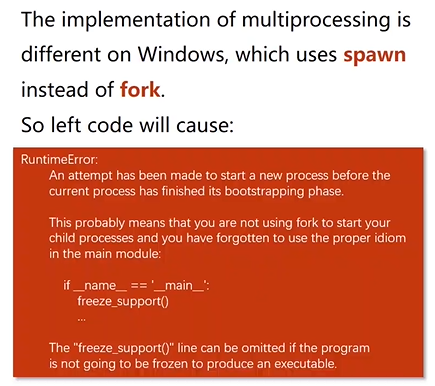 The implementation of multiprocessing is
different on Windows, which uses spawn
instead of fork.
So left code will cause:
RuntimeError:
An attempt has been made to start a new process before the
current process has finished its bootstrapping phase.
This probably means that you are not using fork to start your
child processes and you have forgotten to use the proper idiom
in the main module:
if __name__ == '__main__':
freeze_support()
...
The "freeze_support()" line can be omitted if the program
is not going to be frozen to produce an executable.